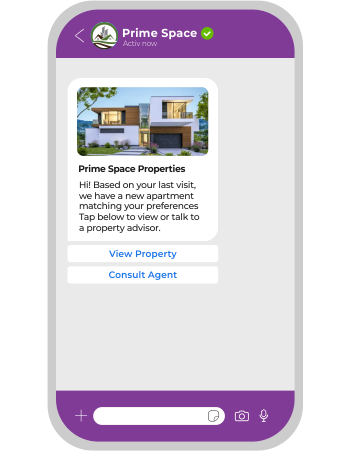 Prime Space
Activ now
Prime Space Properties
Hi! Based on your last visit,
we have a new apartment
matching your preferences
Tap below to view or talk to
a property advisor.
View Property
Consult Agent